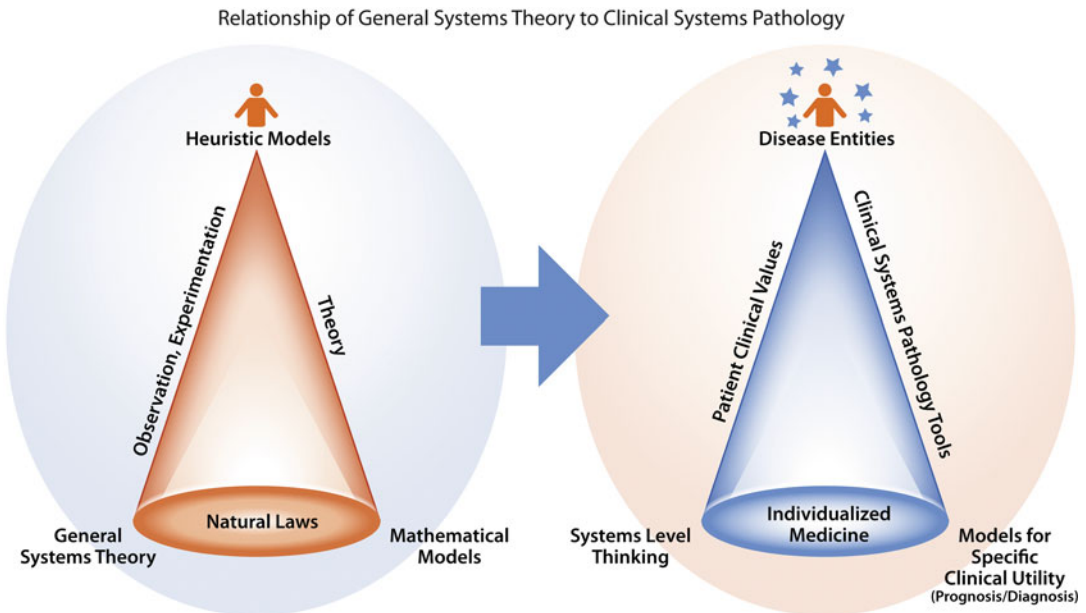 Relationship of General Systems Theory to Clinical Systems Pathology
Heuristic Models
Observation, Experimentation
Theory
Natural Laws
General
Systems Theory
Mathematical
Models
Disease Entities
Patient Clinical Values
Clinical Systems Pathology Tools
Individualized
Medicine
Systems Level
Thinking
Models for
Specific
Clinical Utility
(Prognosis/Diagnosis)